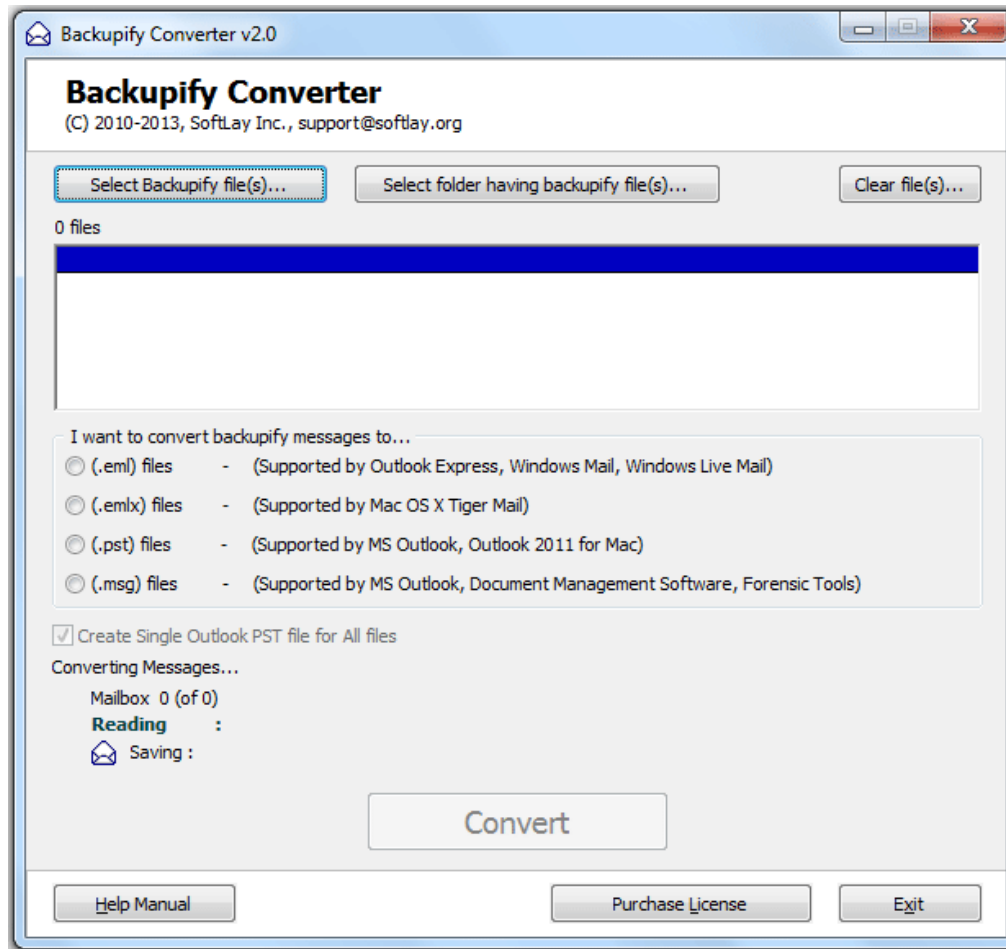 Backupify Converter v2.0
Backupify Converter
(C) 2010-2013, SoftLay Inc., support@softlay.org
Select Backupify file(s)... Select folder having backupify file(s)... Clear file(s)...
0 files
I want to convert backupify messages to...
(.eml) files - (Supported by Outlook Express, Windows Mail, Windows Live Mail)
(.emlx) files - (Supported by Mac OS X Tiger Mail)
(.pst) files - (Supported by MS Outlook, Outlook 2011 for Mac)
(.msg) files - (Supported by MS Outlook, Document Management Software, Forensic Tools)
Create Single Outlook PST file for All files
Converting Messages...
Mailbox 0 (of 0)
Reading :
Saving :
Convert
Help Manual Purchase License Exit